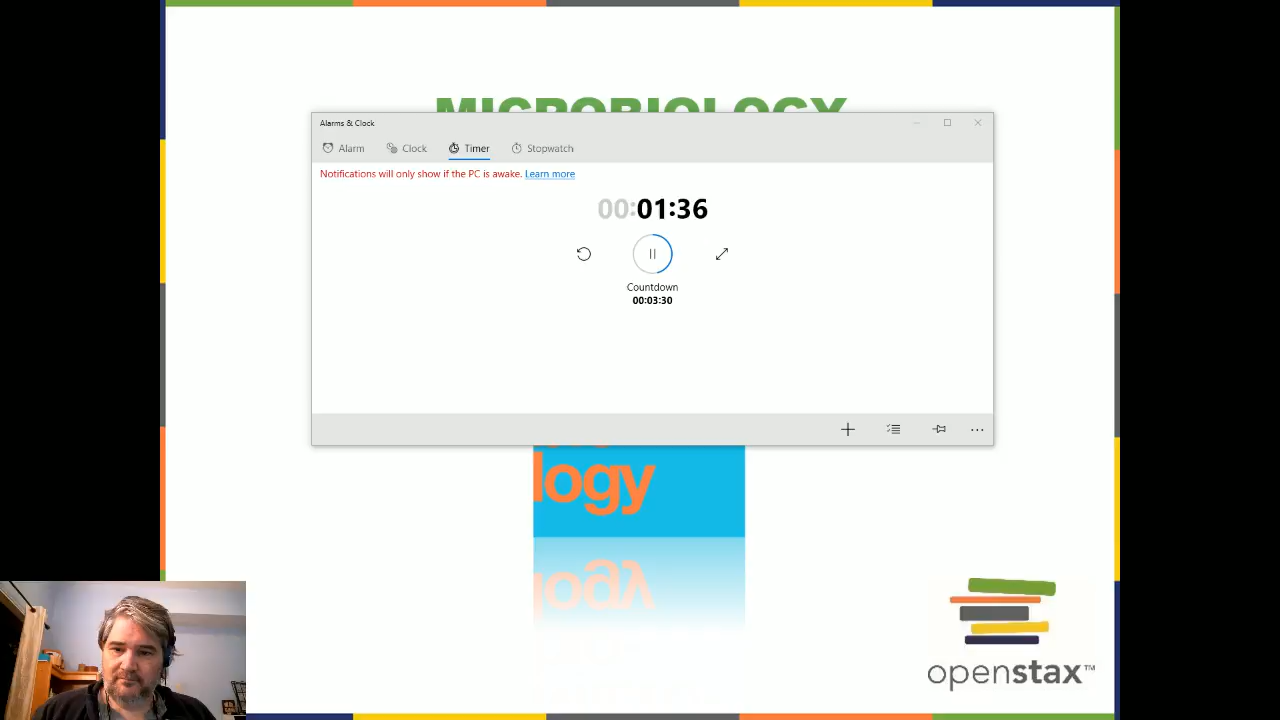 MICROBIOLOGY
Alarms & Clock
Alarm Clock Timer Stopwatch
Notifications will only show if the PC is awake. Learn more
00:01:36
Countdown
00:03:30
logy
openstax™